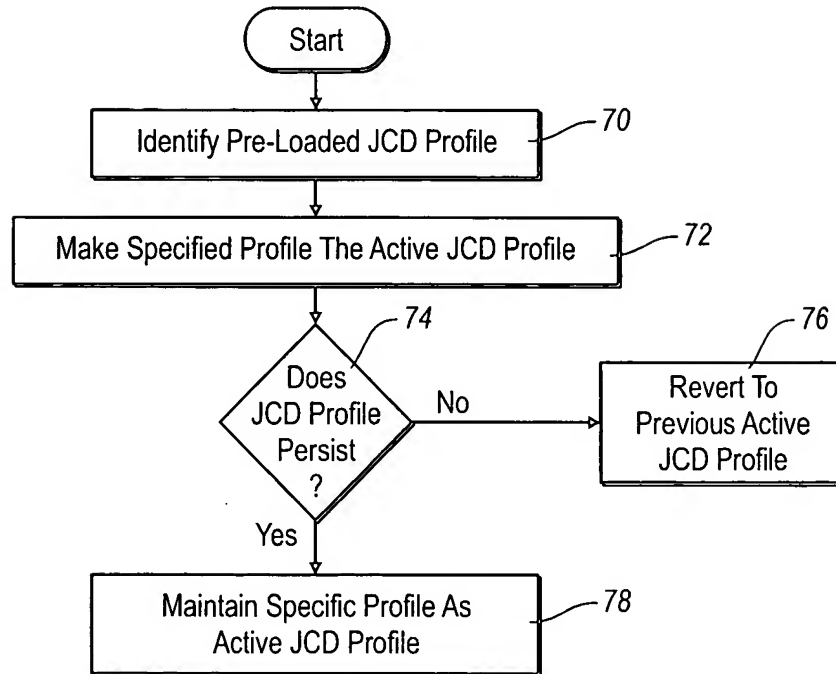 Start
Identify Pre-Loaded JCD Profile
70
Make Specified Profile The Active JCD Profile
72
74
Does
JCD Profile
Persist
?
No
76
Revert To
Previous Active
JCD Profile
Yes
Maintain Specific Profile As
Active JCD Profile
78